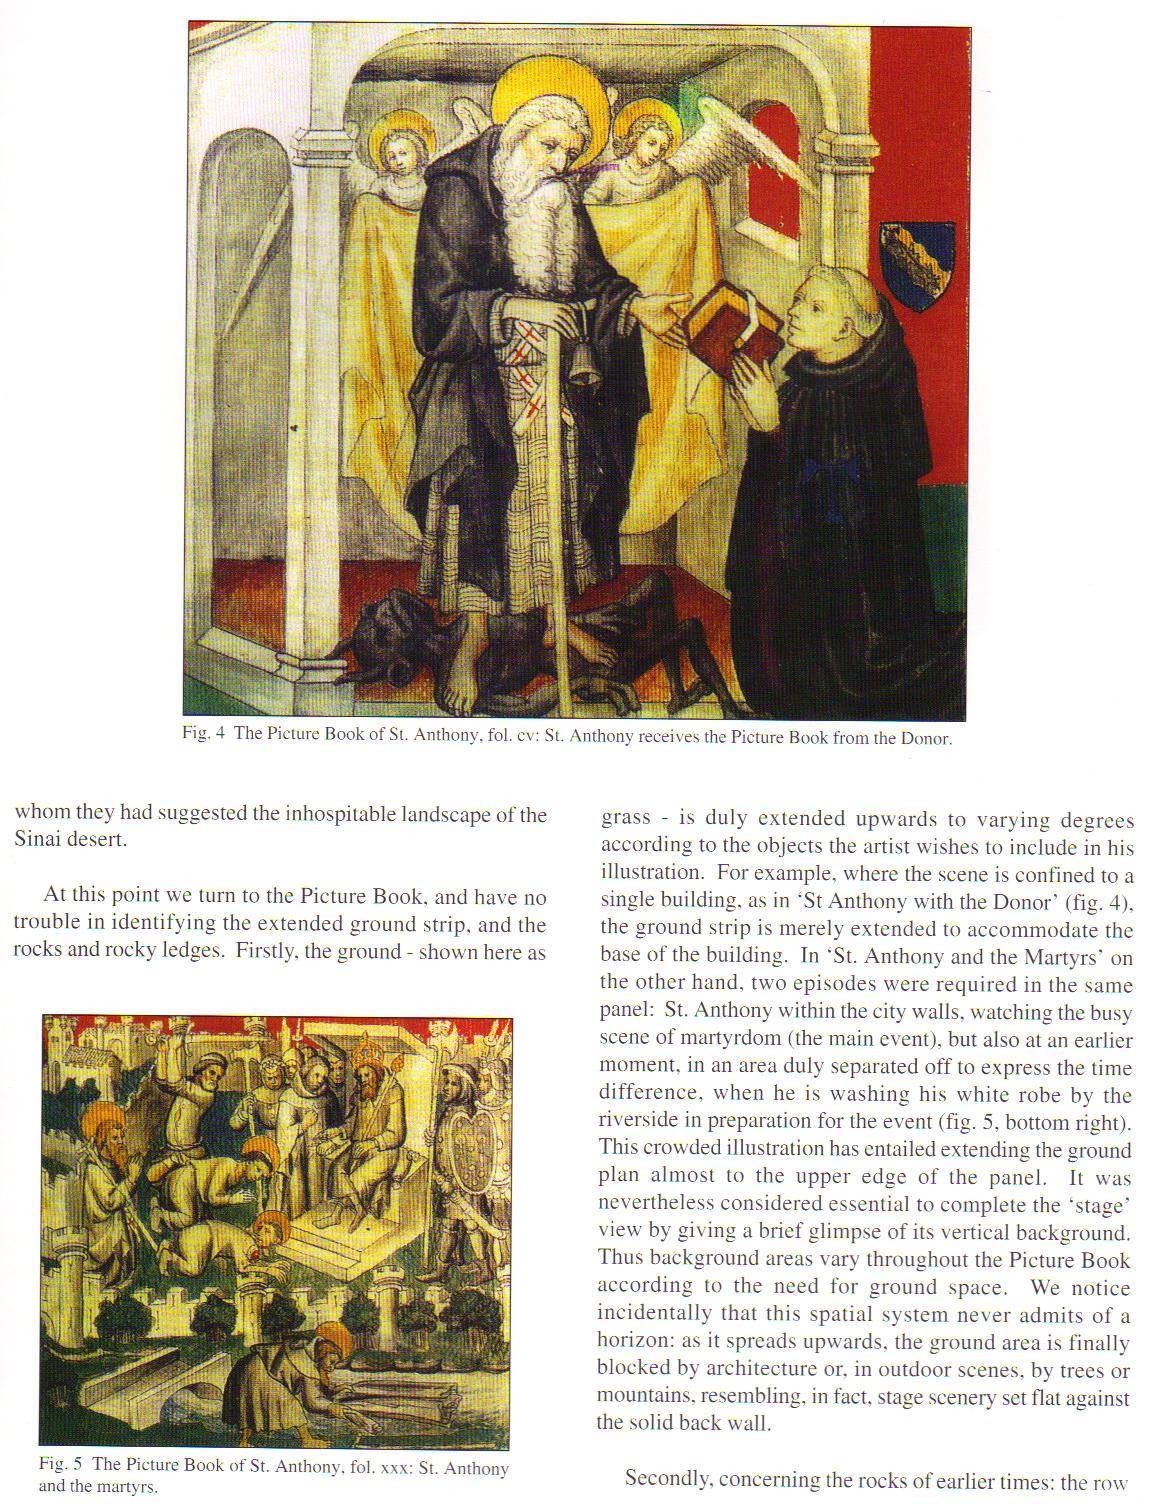 Fig. 4 The Picture Book of St. Anthony, fol. cv: St. Anthony receives the Picture Book from the Donor.
whom they had suggested the inhospitable landscape of the
Sinai desert.
At this point we turn to the Picture Book, and have no
trouble in identifying the extended ground strip, and the
rocks and rocky ledges. Firstly, the ground - shown here as
Fig. 5 The Picture Book of St. Anthony, fol. xxx: St. Anthony
and the martyrs.
grass - is duly extended upwards to varying degrees
according to the objects the artist wishes to include in his
illustration. For example, where the scene is confined to a
single building, as in ‘St Anthony with the Donor’ (fig. 4),
the ground strip is merely extended to accommodate the
base of the building. In ‘St. Anthony and the Martyrs’ on
the other hand, two episodes were required in the same
panel: St. Anthony within the city walls, watching the busy
scene of martyrdom (the main event), but also at an earlier
moment, in an area duly separated off to express the time
difference, when he is washing his white robe by the
riverside in preparation for the event (fig. 5, bottom right).
This crowded illustration has entailed extending the ground
plan almost to the upper edge of the panel. It was
nevertheless considered essential to complete the ‘stage’
view by giving a brief glimpse of its vertical background.
Thus background areas vary throughout the Picture Book
according to the need for ground space. We notice
incidentally that this spatial system never admits of a
horizon: as it spreads upwards, the ground area is finally
blocked by architecture or, in outdoor scenes, by trees or
mountains, resembling, in fact, stage scenery set flat against
the solid back wall.
Secondly, concerning the rocks of earlier times: the row